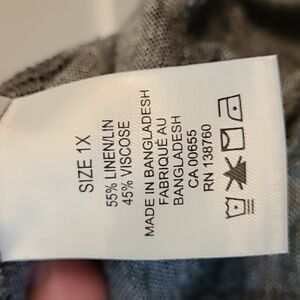 SIZE 1X
55% LINEN/LIN
45% VISCOSE
MADE IN BANGLADESH
FABRIQUÉ AU
BANGLADESH
CA 00655
RN 138760